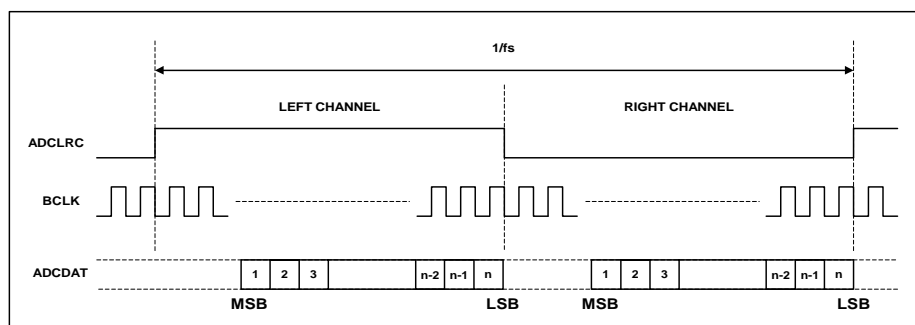 1/fs
LEFT CHANNEL RIGHT CHANNEL
ADCLRC
BCLK
ADCDAT 1 2 3 n-2 n-1 n 1 2 3 n-2 n-1 n
MSB LSB MSB LSB